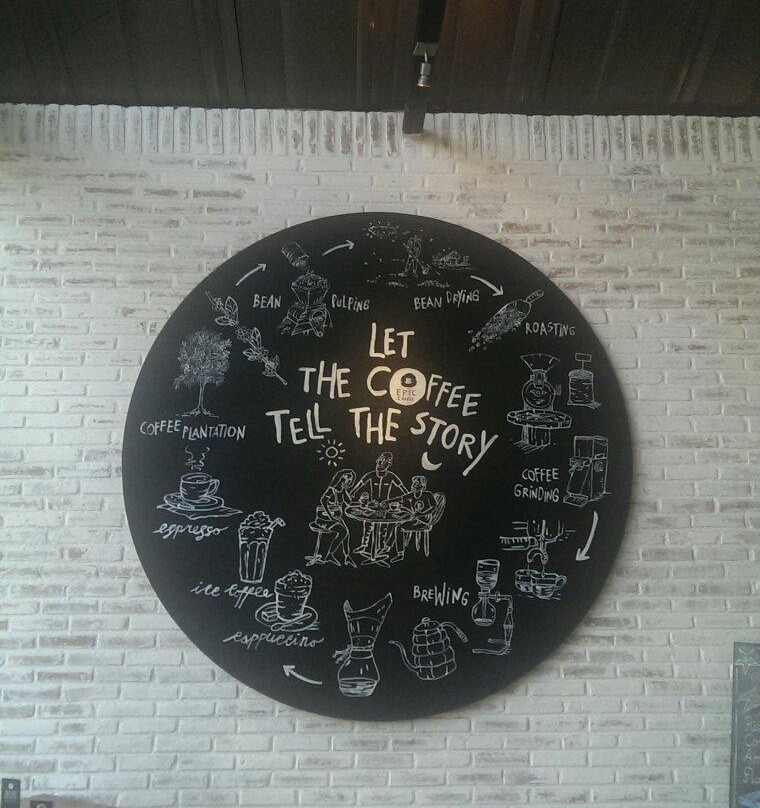 LET
THE COFFEE
EPIC
COFFEE
TELL THE STORY
COFFEE PLANTATION
BEAN PULPING
BEAN DRYING
ROASTING
COFFEE
GRINDING
BREWING
espresso
ice coffee
cappuccino